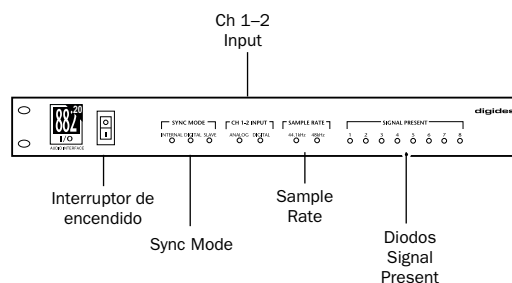 Ch 1–2
Input
882.20
I/O
AUDIO INTERFACE
SYNC MODE
INTERNAL DIGITAL SLAVE
CH 1-2 INPUT
ANALOG DIGITAL
SAMPLE RATE
44.1kHz 48kHz
SIGNAL PRESENT
1 2 3 4 5 6 7 8
digides
Interruptor de
encendido
Sync Mode
Sample
Rate
Diodos
Signal
Present